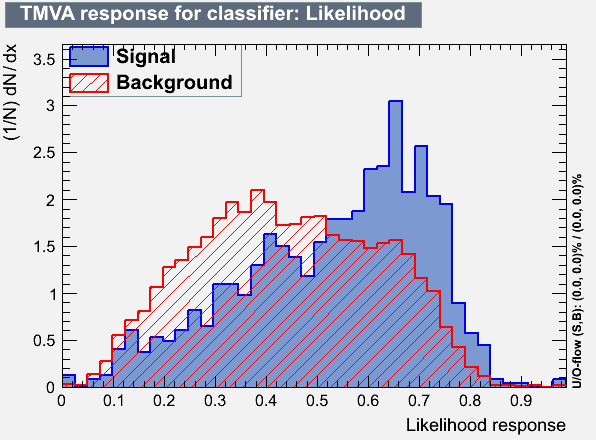 TMVA response for classifier: Likelihood
(1/N) dN/dx
Signal
Background
3.5
3
2.5
2
1.5
1
0.5
0
0 0.1 0.2 0.3 0.4 0.5 0.6 0.7 0.8 0.9
Likelihood response
U/O-flow (S,B): (0.0, 0.0)% / (0.0, 0.0)%